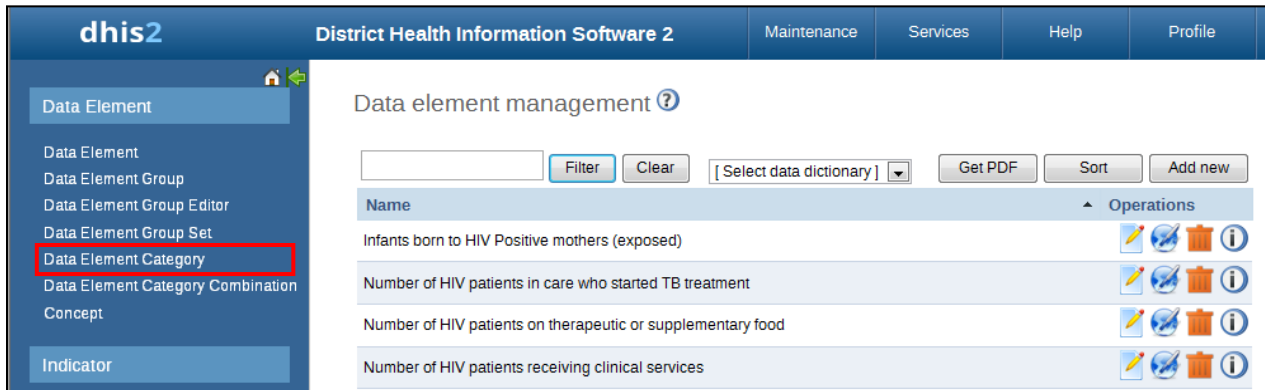 dhis2 District Health Information Software 2 Maintenance Services Help Profile
Data Element
Data Element
Data Element Group
Data Element Group Editor
Data Element Group Set
Data Element Category
Data Element Category Combination
Concept
Indicator
Data element management ?
Filter Clear [ Select data dictionary ] Get PDF Sort Add new
Name Operations
Infants born to HIV Positive mothers (exposed)
Number of HIV patients in care who started TB treatment
Number of HIV patients on therapeutic or supplementary food
Number of HIV patients receiving clinical services